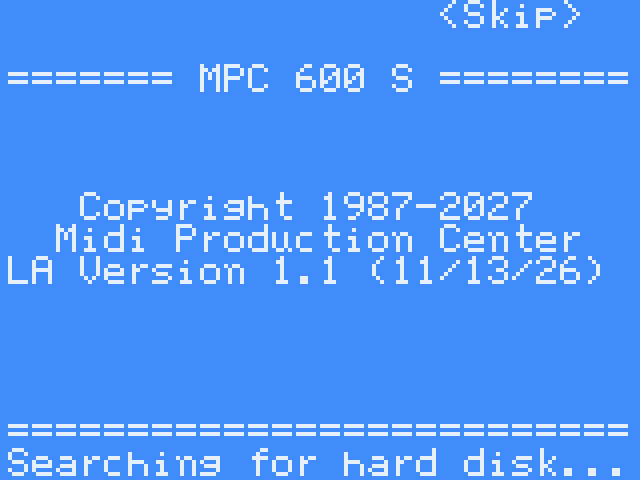 <Skip>
======= MPC 600 S ========
Copyright 1987-2027
Midi Production Center
LA Version 1.1 (11/13/26)
==========================
Searching for hard disk...